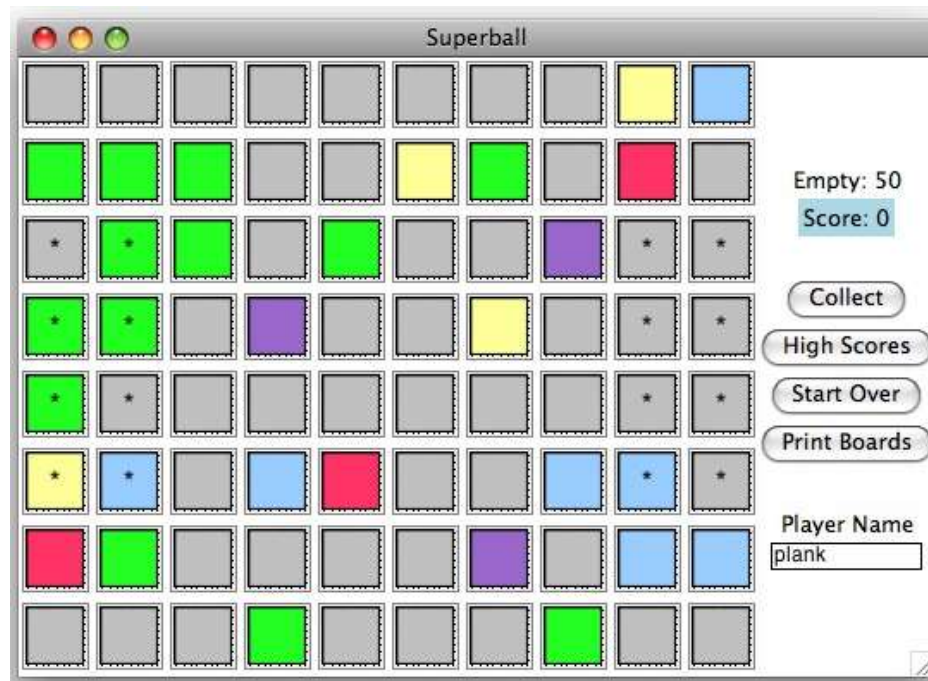 Superball
Empty: 50
Score: 0
* * * *
Collect
* * * *
High Scores
* * * *
Start Over
* * *  *
Print Boards
Player Name
plank